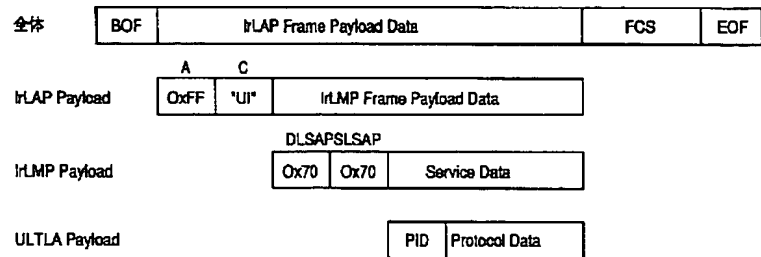 全体 BOF IrLAP Frame Payload Data FCS EOF
A C
IrLAP Payload OxFF "UI" IrLMP Frame Payload Data
DLSAPSLSAP
IrLMP Payload Ox70 Ox70 Service Data
ULTLA Payload PID Protocol Data